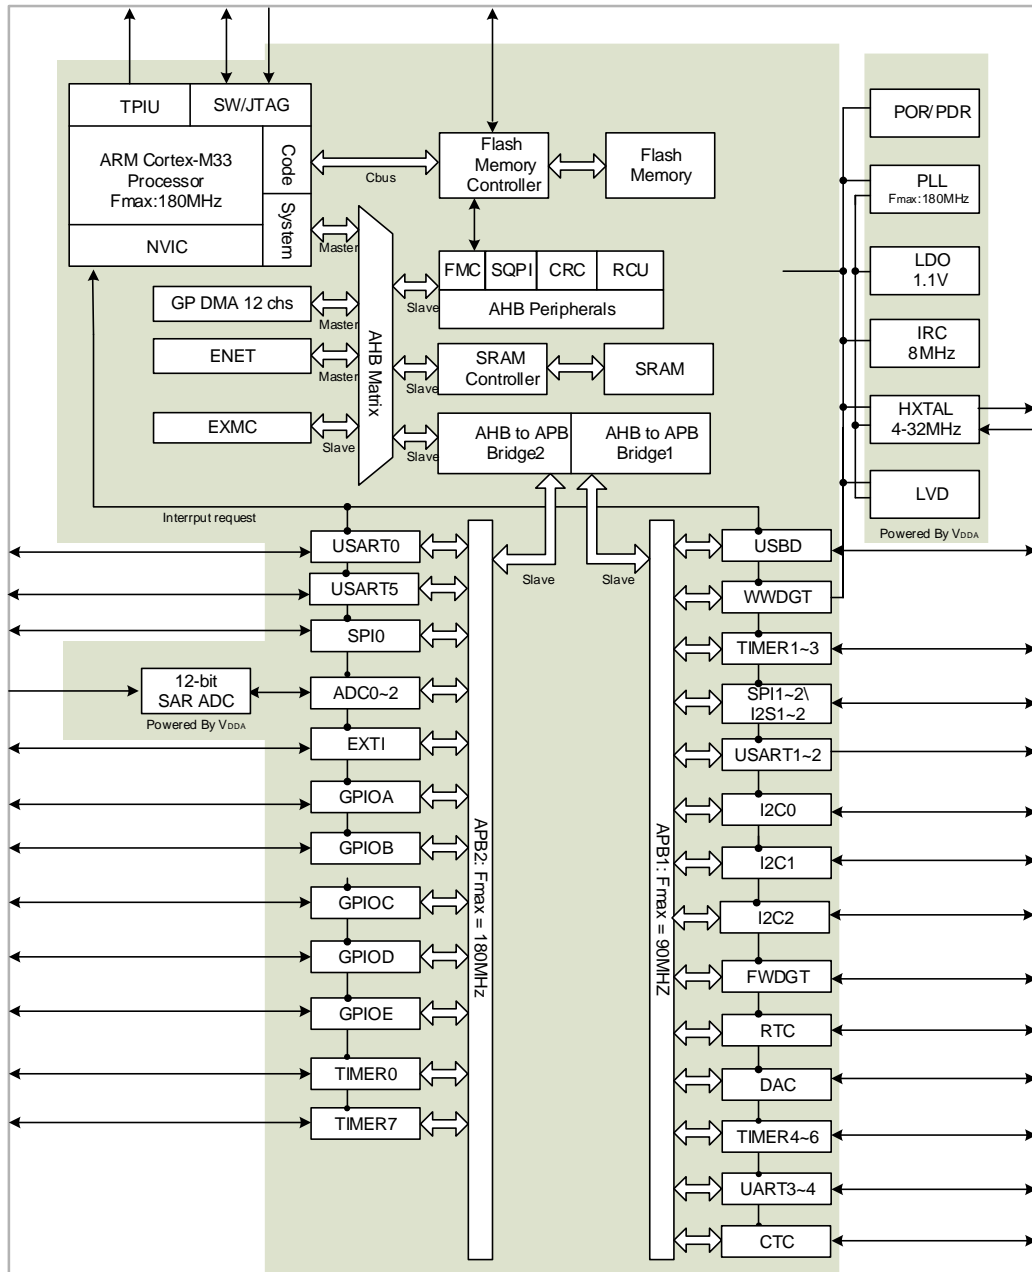 TPIU
SW/JTAG
ARM Cortex-M33
Processor
Fmax:180MHz
Code
System
NVIC
Cbus
Flash
Memory
Controller
Flash
Memory
POR/PDR
PLL
Fmax:180MHz
LDO
1.1V
IRC
8MHz
HXTAL
4-32MHz
LVD
Powered By VDDA
Master
GP DMA 12 chs
Master
ENET
Master
EXMC
Slave
AHB Matrix
Slave
FMC
SQPI
CRC
RCU
AHB Peripherals
Slave
SRAM
Controller
SRAM
Slave
AHB to APB
Bridge2
AHB to APB
Bridge1
Interrput request
Slave
Slave
USART0
USART5
SPI0
12-bit
SAR ADC
Powered By VDDA
ADC0~2
EXTI
GPIOA
GPIOB
GPIOC
GPIOD
GPIOE
TIMER0
TIMER7
APB2: Fmax = 180MHz
APB1: Fmax = 90MHZ
USBD
WWDGT
TIMER1~3
SPI1~2\
I2S1~2
USART1~2
I2C0
I2C1
I2C2
FWDGT
RTC
DAC
TIMER4~6
UART3~4
CTC